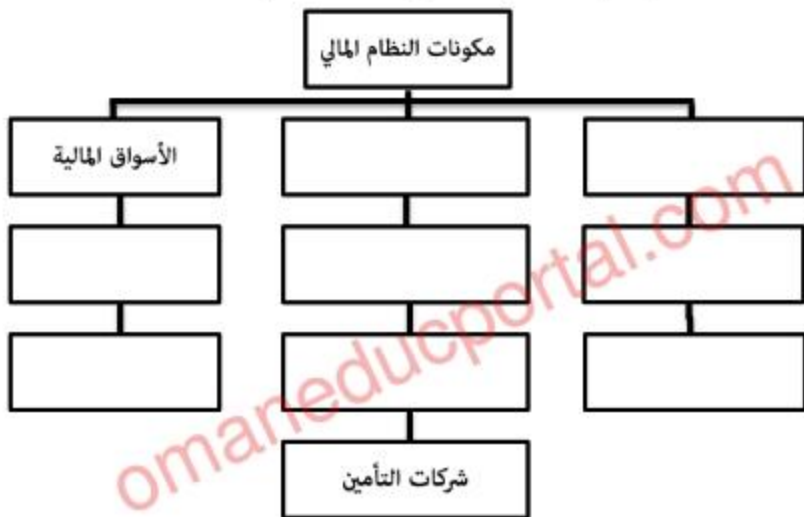 مكونات النظام المالي
الأسواق المالية
شركات التأمين
omaneducportal.com